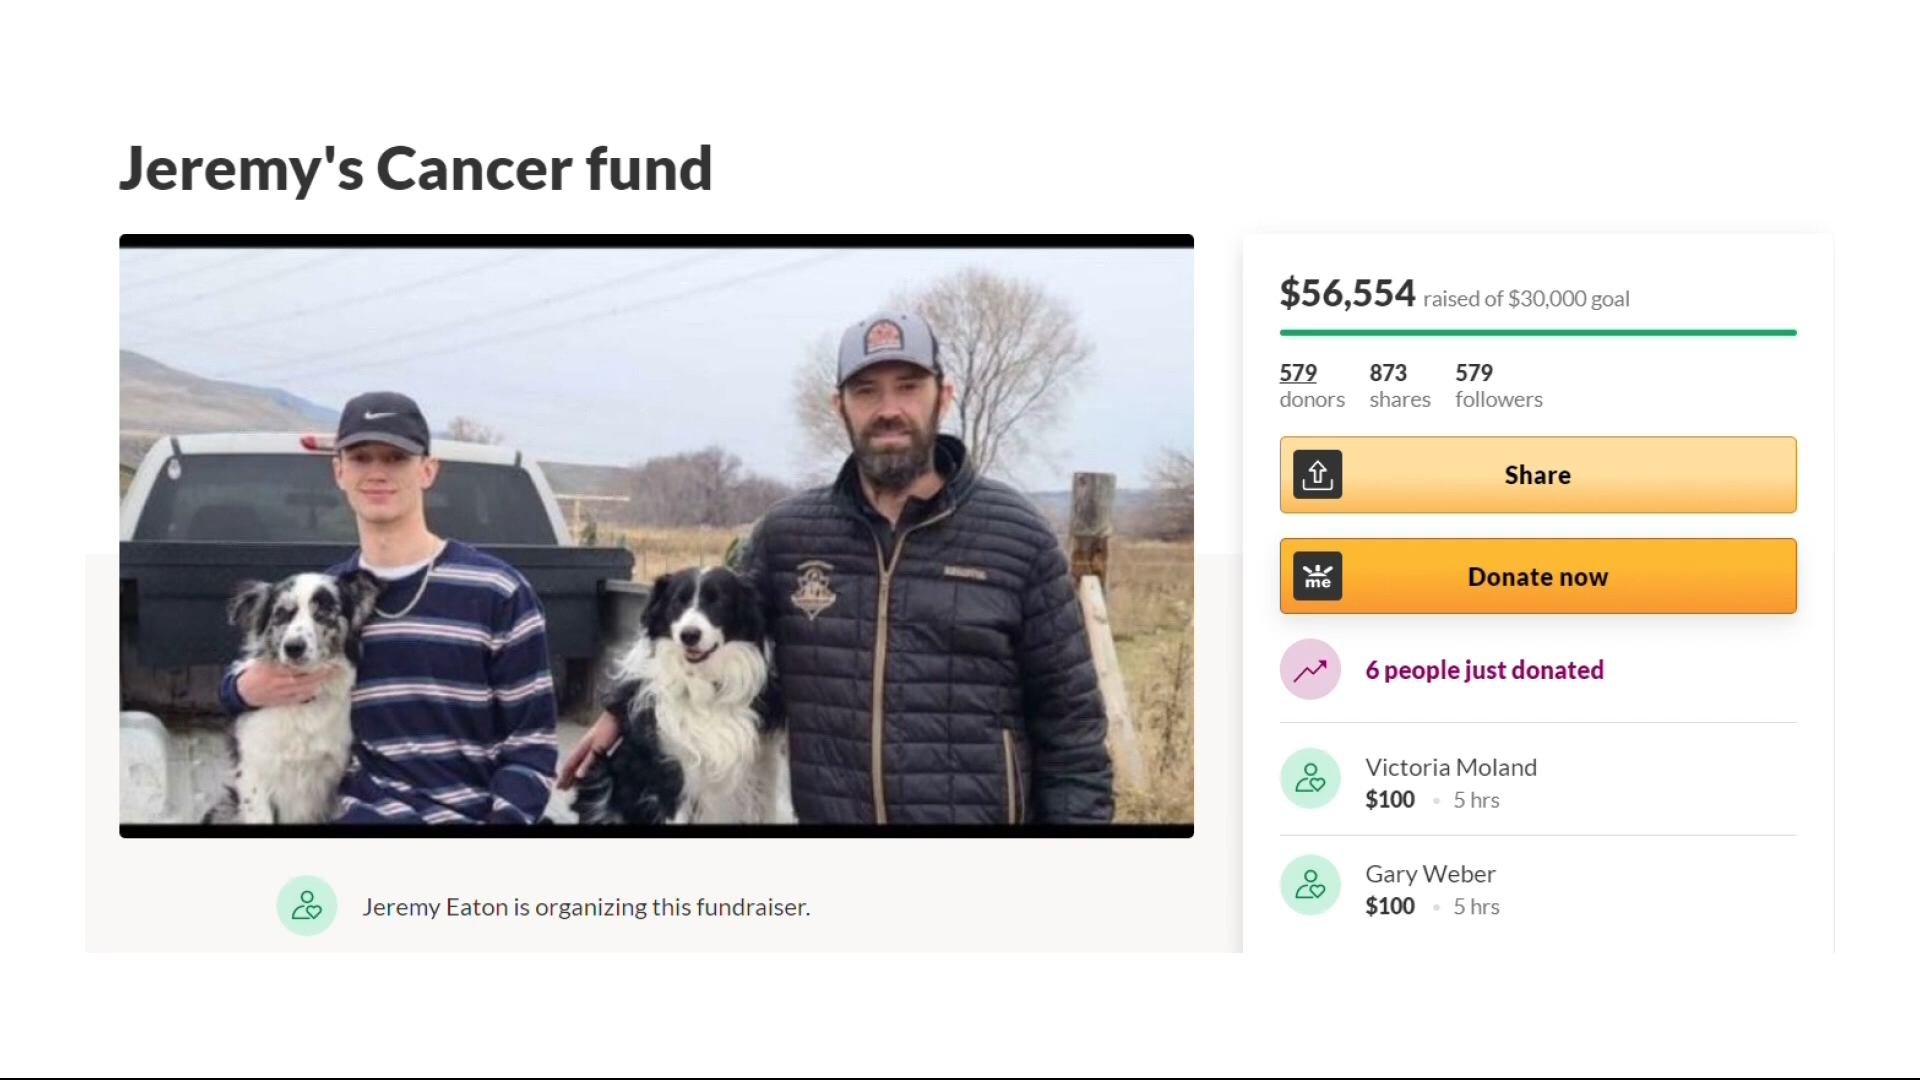 Jeremy's Cancer fund
$56,554 raised of $30,000 goal
579 873 579
donors shares followers
Share
me Donate now
6 people just donated
Victoria Moland
$100 • 5 hrs
Gary Weber
$100 • 5 hrs
Jeremy Eaton is organizing this fundraiser.